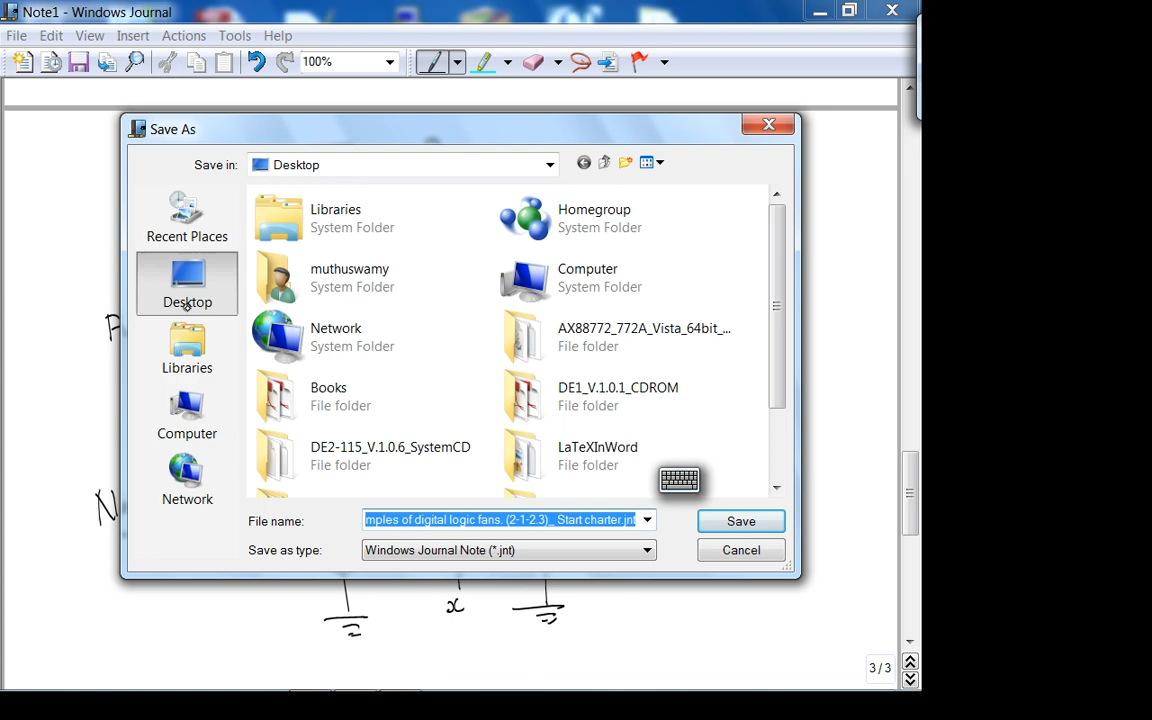 Note1 - Windows Journal
File Edit View Insert Actions Tools Help
100%
Save As
Save in: Desktop
Recent Places
Desktop
Libraries
Computer
Network
Libraries
System Folder
Homegroup
System Folder
muthuswamy
System Folder
Computer
System Folder
Network
System Folder
AX88772_772A_Vista_64bit_...
File folder
Books
File folder
DE1_V.1.0.1_CDROM
File folder
DE2-115_V.1.0.6_SystemCD
File folder
LaTeXInWord
File folder
File name: mples of digital logic fans. (2-1-2.3)_ Start charter.jnt
Save
Save as type: Windows Journal Note (*.jnt)
Cancel
N
x
3 / 3